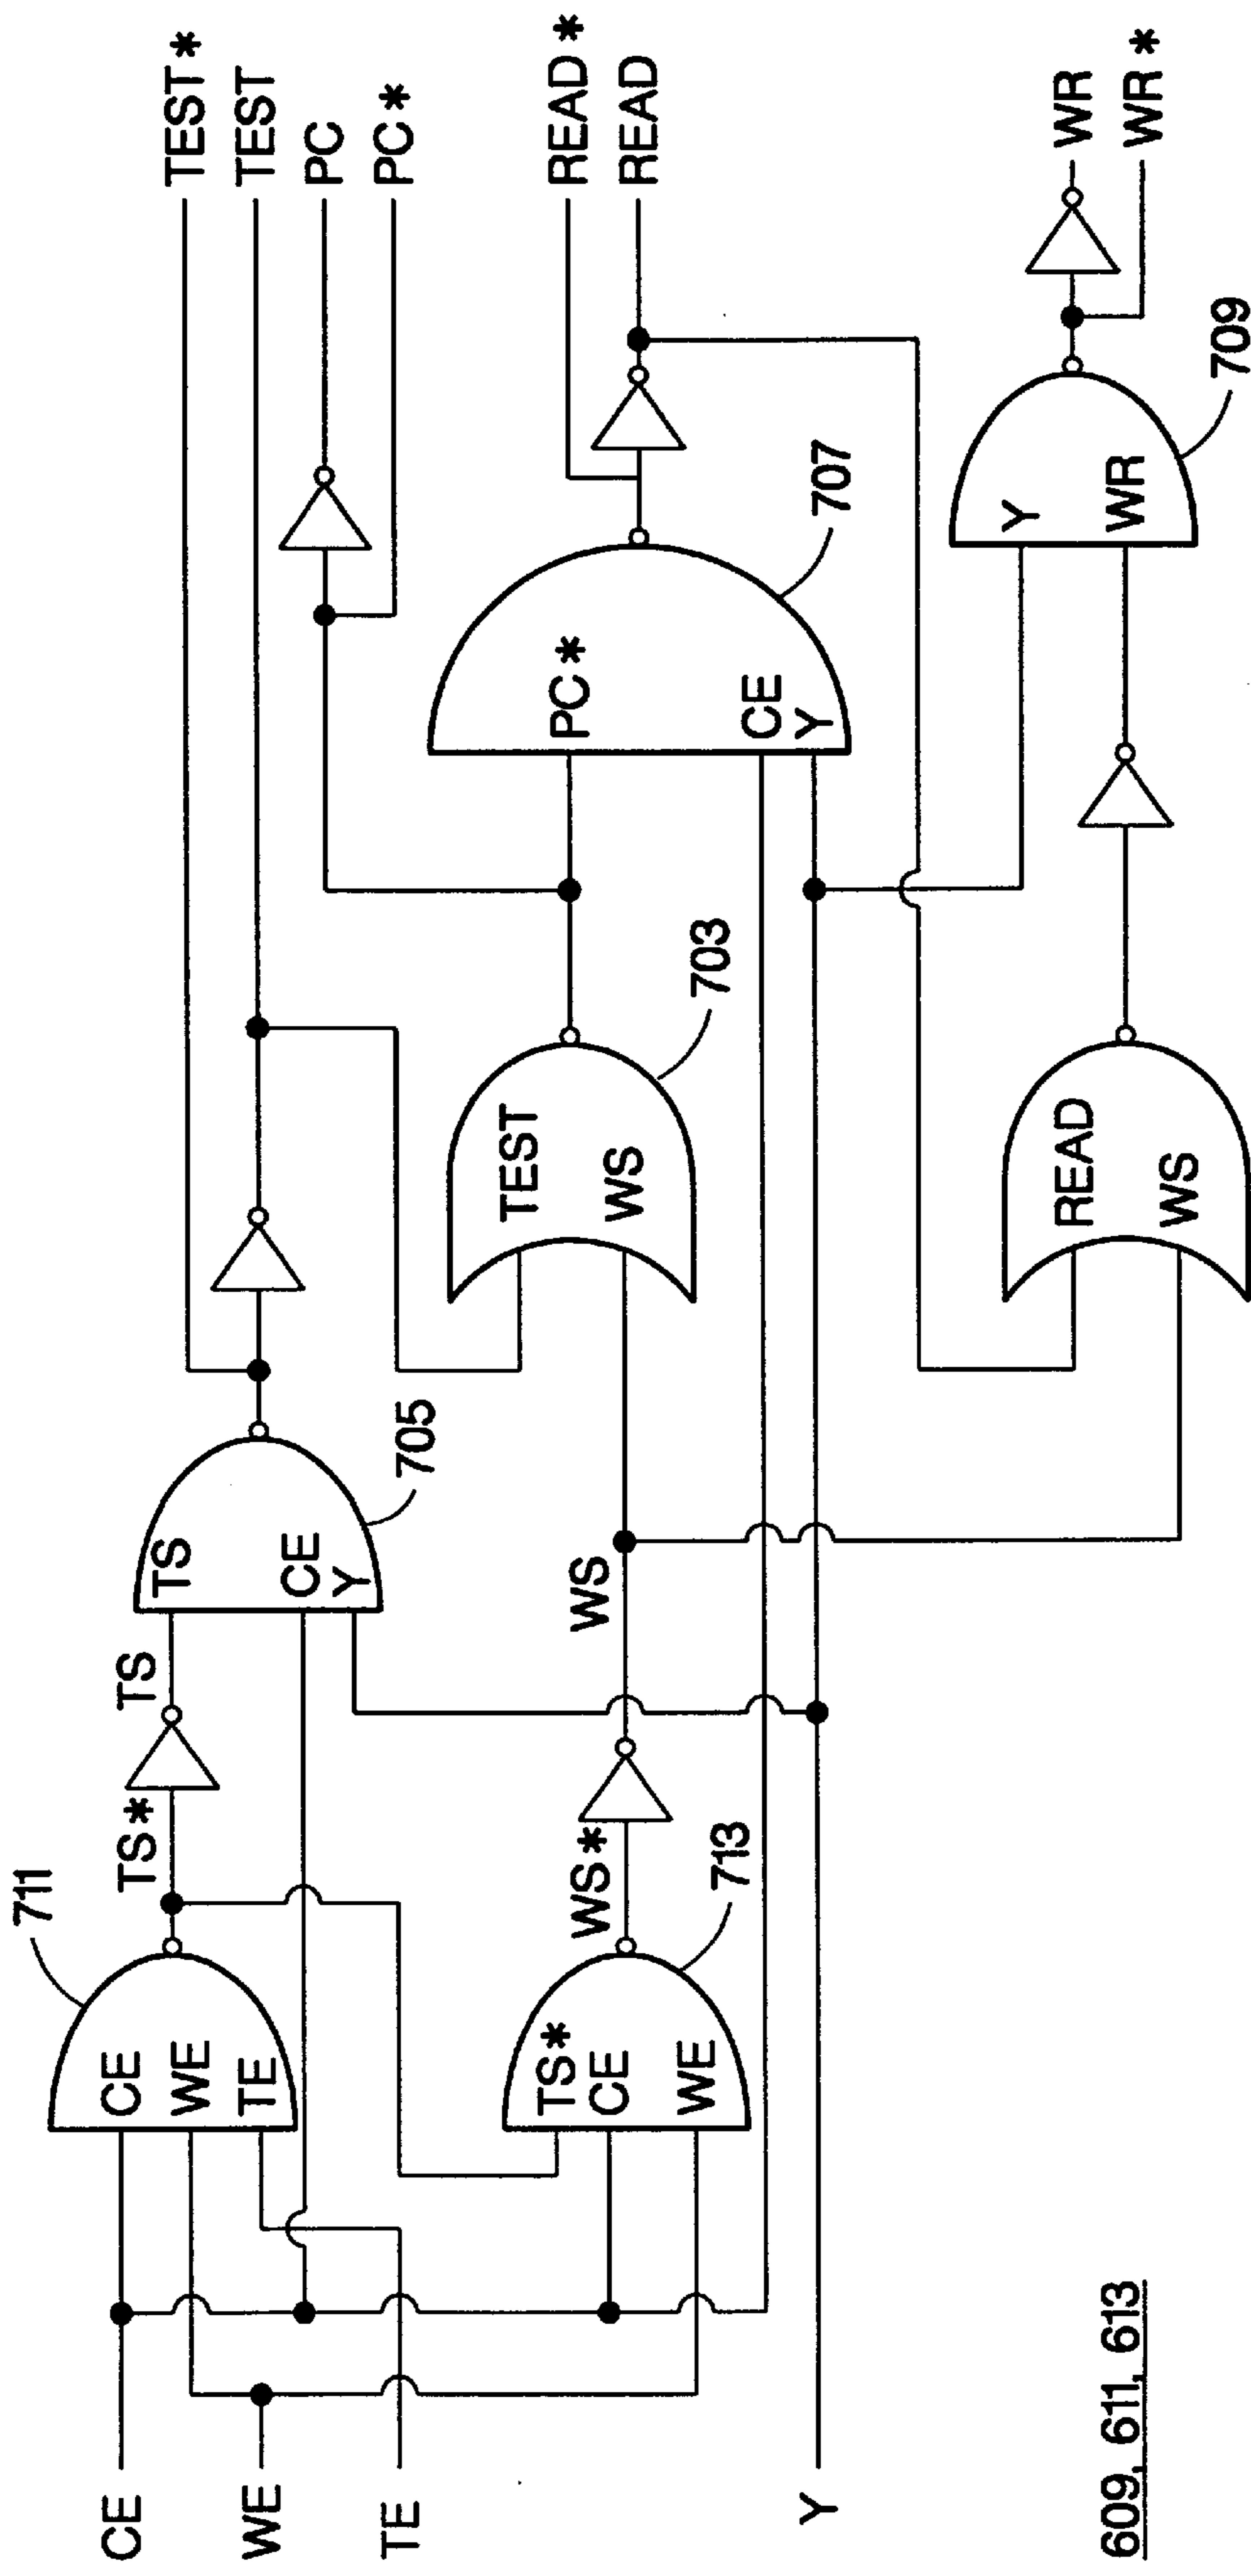 CE
WE
TE
Y
711
CE
WE
TE
TS*
TS
TS
CE
Y
705
TEST*
TEST
PC
PC*
TS*
CE
WE
713
WS*
WS
TEST
WS
703
PC*
CE
Y
707
READ*
READ
READ
WS
Y
WR
709
WR
WR*
609, 611, 613